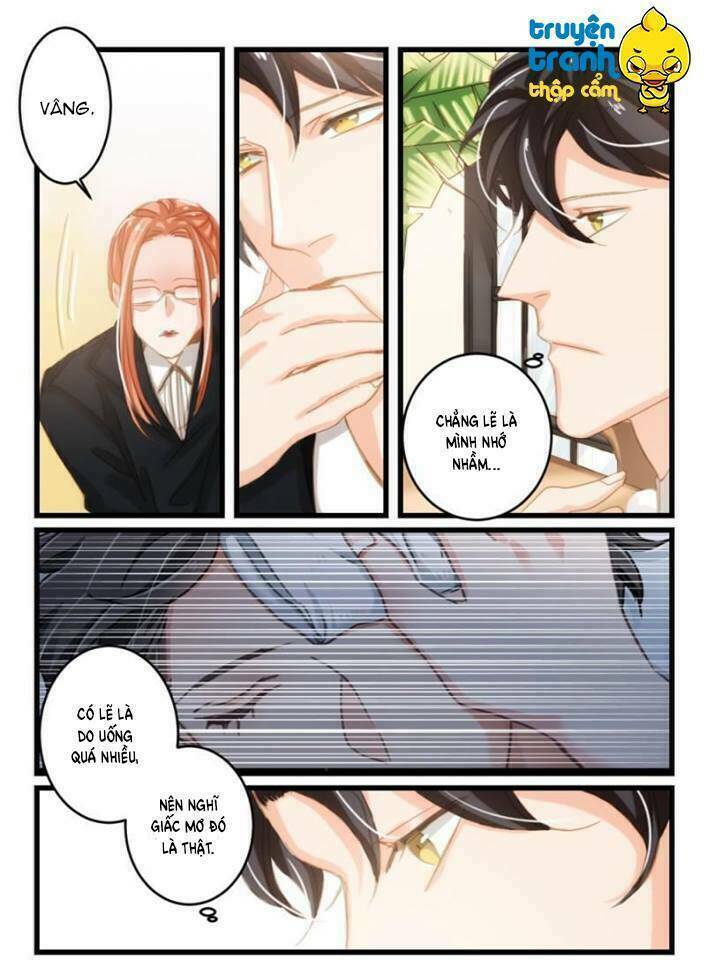 VÂNG.
truyện
tranh
thập cẩm
CHẲNG LẼ LÀ
MÌNH NHỚ
NHẦM...
CÓ LẼ LÀ
DO UỐNG
QUÁ NHIỀU,
NÊN NGHĨ
GIẤC MƠ ĐÓ
LÀ THẬT.